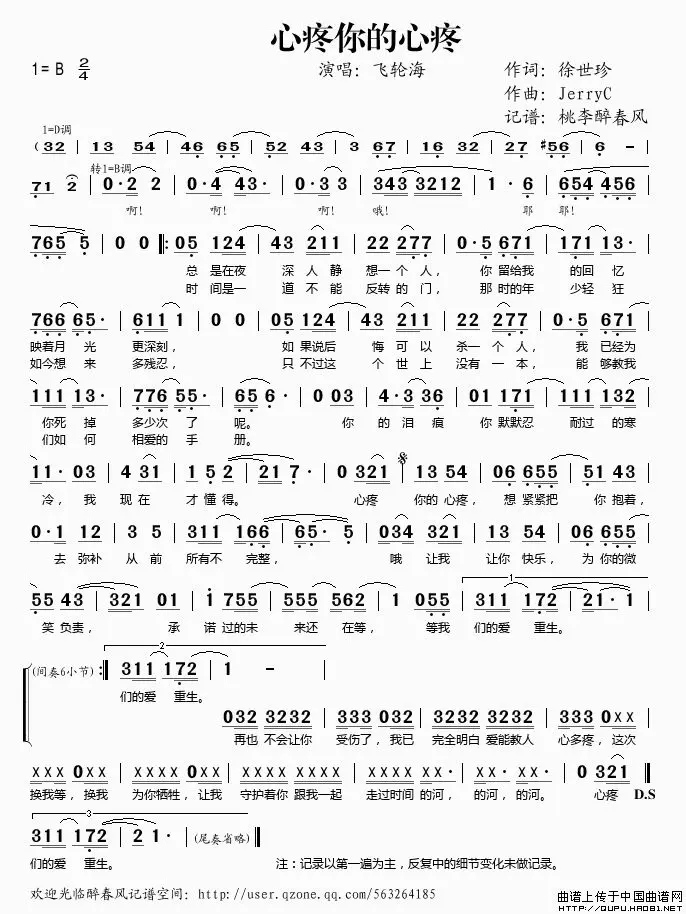 心疼你的心疼
1= B 2/4
演唱：飞轮海
作词：徐世珍
作曲：JerryC
记谱：桃李醉春风
1=D调
( 32 | 13 54 | 46 65 | 52 43 | 3 67 | 16 32 | 27 #56 | 6 - |
转1=B调
71 2 ) | 0·2 2 | 0·4 43· | 0·3 3 | 343 3212 | 1· 6 | 654 456 |
啊! 啊! 啊! 哦! 耶 耶!
765 5 | 0 0 |: 05 124 | 43 211 | 22 277 | 0·5 671 | 171 13· |
总 是在夜 深 人 静 想一个 人， 你 留给我 的回 忆
时 间是一 道 不 能 反转的 门， 那 时的年 少轻 狂
766 65· | 611 1 | 0 0 | 05 124 | 43 211 | 22 277 | 0·5 671 |
映着月 光 更深刻， 如 果说后 悔 可 以 杀一个 人， 我 已经为
如今想 来 多残忍， 只 不过这 个 世 上 没有一 本， 能 够教我
111 13· | 776 55· | 65 6· | 0 03 | 4·3 36 | 01 171 | 111 132 |
你死 掉 多少次 了 呢。 你 的 泪 痕 你 默默忍 耐过 的寒
们如 何 相爱的 手 册。
11· 03 | 4 31 | 1 5 2 | 21 7· | 0 321 | 13 54 | 06 655 | 51 43 |
冷， 我 现 在 才 懂 得。 心疼 你的 心疼， 想 紧紧把 你 抱着，
0·1 12 | 3 5 | 311 166 | 65· 5· | 034 321 | 13 54 | 06 655 |
去 弥补 从 前 所有不 完整， 哦 让我 让你 快乐， 为 你的微
55 43 | 321 01 | i 755 | 555 562 | 1 055 | 311 172 | 21· 1 |
1
笑 负责， 承 诺 过的未 来还 在等， 等我 们的爱 重生。
2
(间奏6小节) :| 311 172 | 1 - |
们的爱 重生。
032 3232 | 333 031 | 032 3232 | 333 0xx |
再也 不会让你 受伤了，我已 完全明白 爱能教人 心多疼，这次
xxx 0xx | xxx 0xx | xxx xxx | xxx xx· | 0xx 0xx· | 0 321 ‖
换我等，换我 为你牺牲，让我 守护着你 跟我一起 走过时间 的河， 的河， 的河。 心疼 D.S
3
311 172 | 2 1· | (尾奏省略) ‖
们的爱 重生。 注：记录以第一遍为主，反复中的细节变化未做记录。
欢迎光临醉春风记谱空间：http://user.qzone.qq.com/563264185
曲谱上传于中国曲谱网
HTTP://QUPU.HAO81.NET